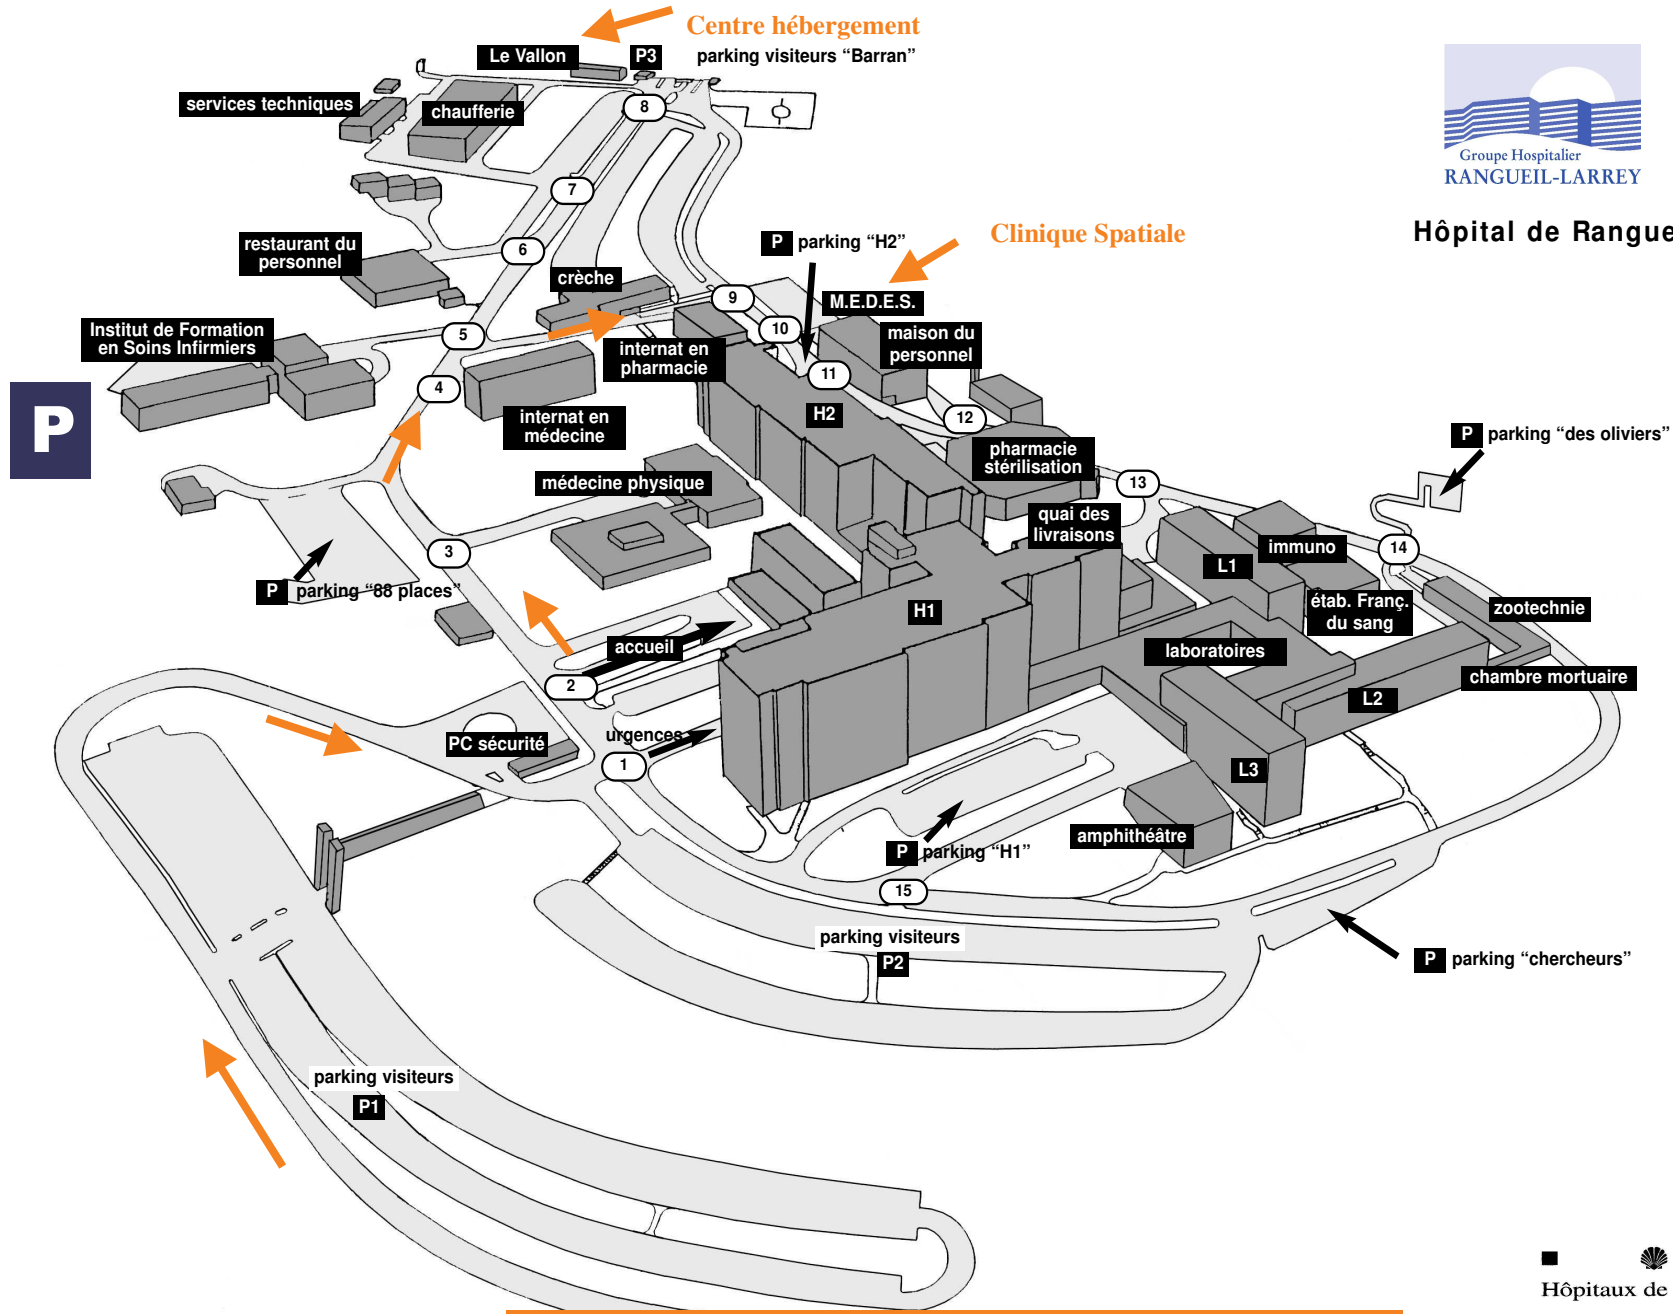 Centre hébergement
Le Vallon
P3
parking visiteurs “Barran”
services techniques
chaufferie
8
Groupe Hospitalier
RANGUEIL-LARREY
7
Hôpital de Rangue
restaurant du
personnel
6
P parking “H2”
Clinique Spatiale
crèche
9
M.E.D.E.S.
Institut de Formation
en Soins Infirmiers
5
10
maison du
personnel
internat en
pharmacie
P
4
11
internat en
médecine
H2
12
P parking “des oliviers”
pharmacie
stérilisation
médecine physique
13
quai des
livraisons
3
immuno
14
L1
P parking “88 places”
H1
étab. Franç.
du sang
zootechnie
accueil
laboratoires
2
chambre mortuaire
L2
urgences
PC sécurité
1
L3
amphithéâtre
P parking “H1”
15
parking visiteurs
P2
P parking “chercheurs”
parking visiteurs
P1
Hôpitaux de